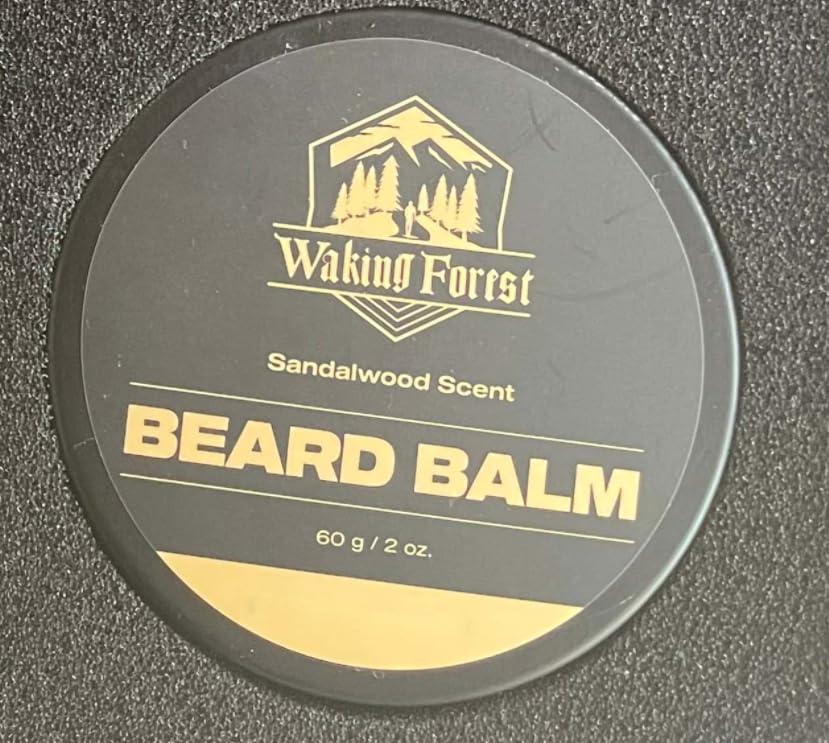 Waking Forest
Sandalwood Scent
BEARD BALM
60 g / 2 oz.